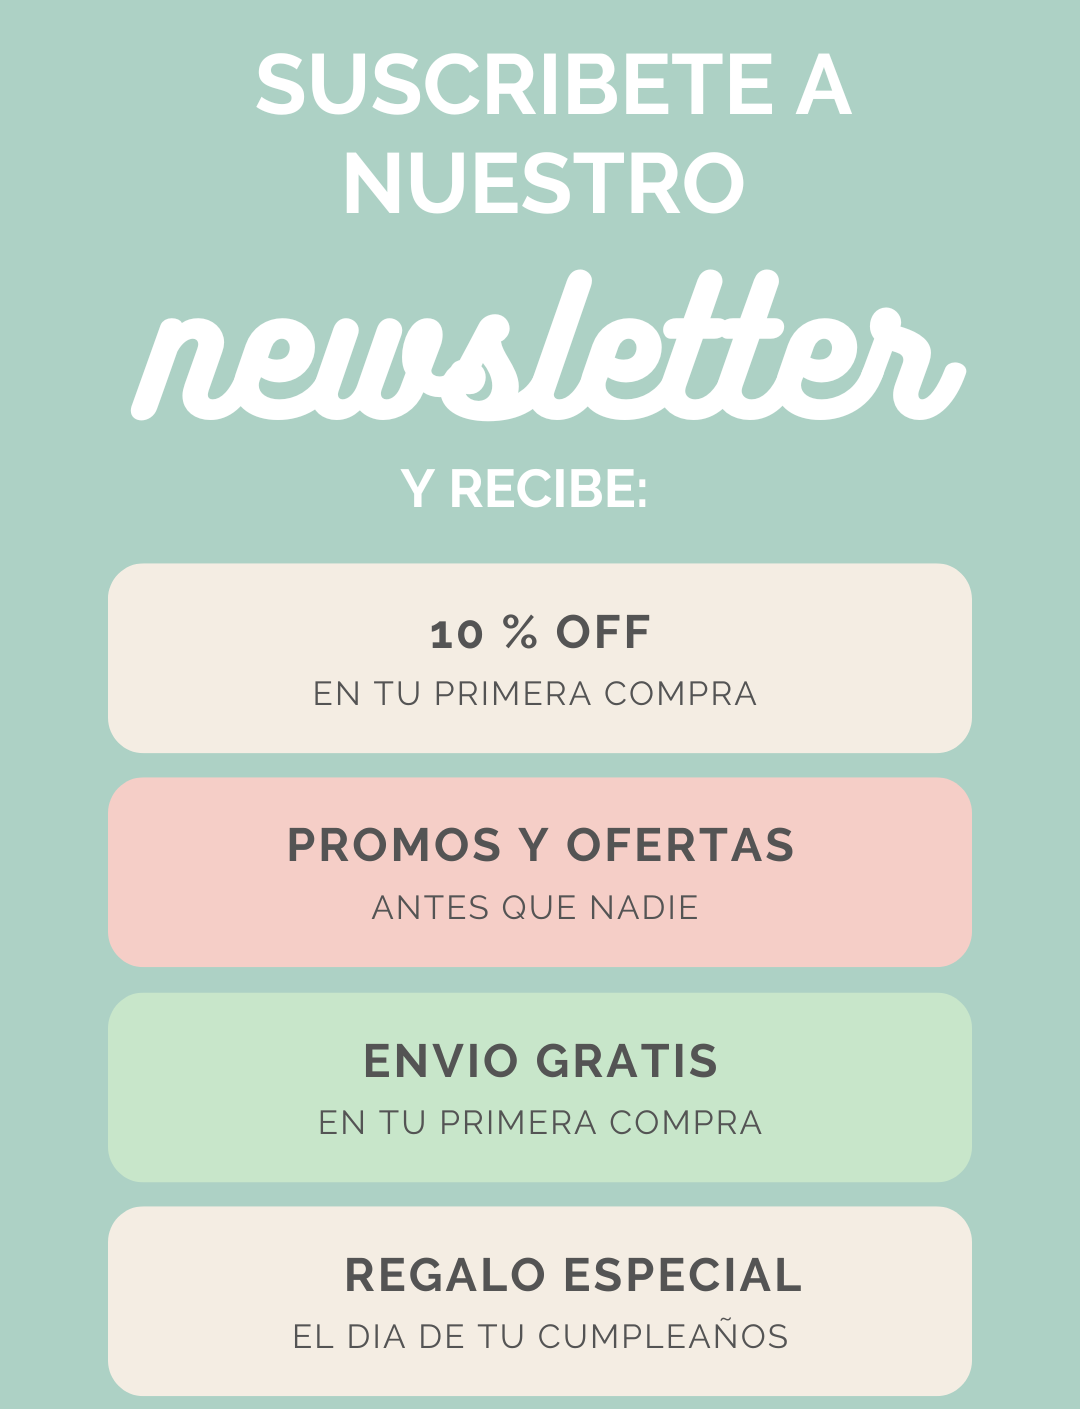 SUSCRIBETE A
NUESTRO
newsletter
Y RECIBE:
10 % OFF
EN TU PRIMERA COMPRA
PROMOS Y OFERTAS
ANTES QUE NADIE
ENVIO GRATIS
EN TU PRIMERA COMPRA
REGALO ESPECIAL
EL DIA DE TU CUMPLEAÑOS